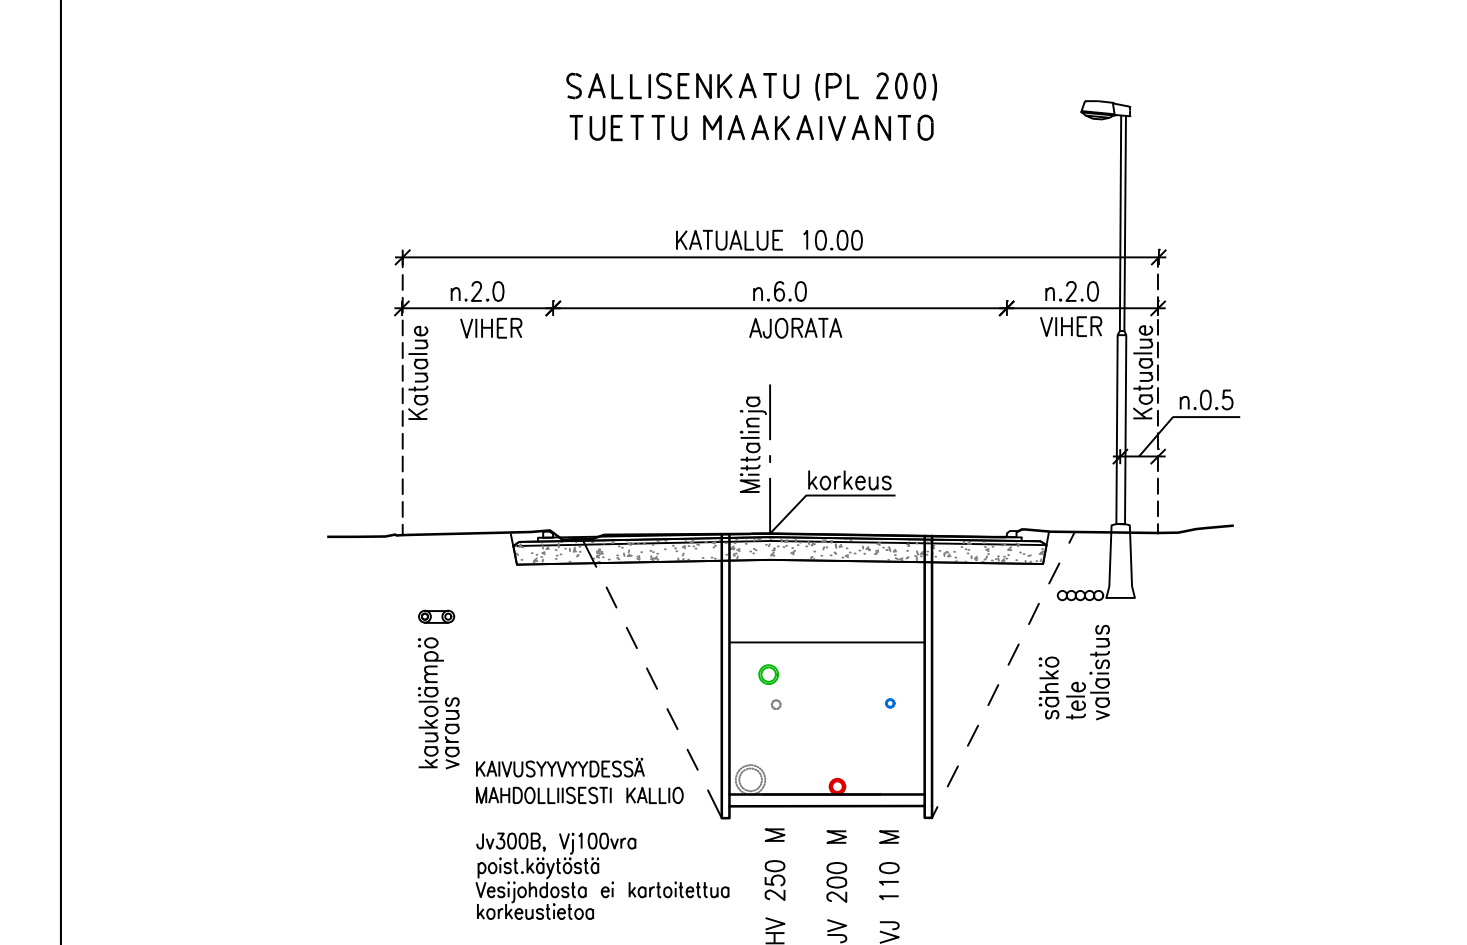 SALLISENKATU (PL 200)
TUETTU MAAKAIVANTO
KATUALUE 10.00
n.2.0
n.6.0
n.2.0
VIHER
AJORATA
VIHER
Katualue
Katualue
n.0.5
Mittalinja
korkeus
kaukolämpö
varaus
sähkö
tele
valaistus
KAIVUSYYVYYDESSÄ
MAHDOLLIISESTI KALLIO
Jv300B, Vj100vra
poist.käytöstä
Vesijohdosta ei kartoitettua
korkeustietoa
HV 250 M
JV 200 M
VJ 110 M